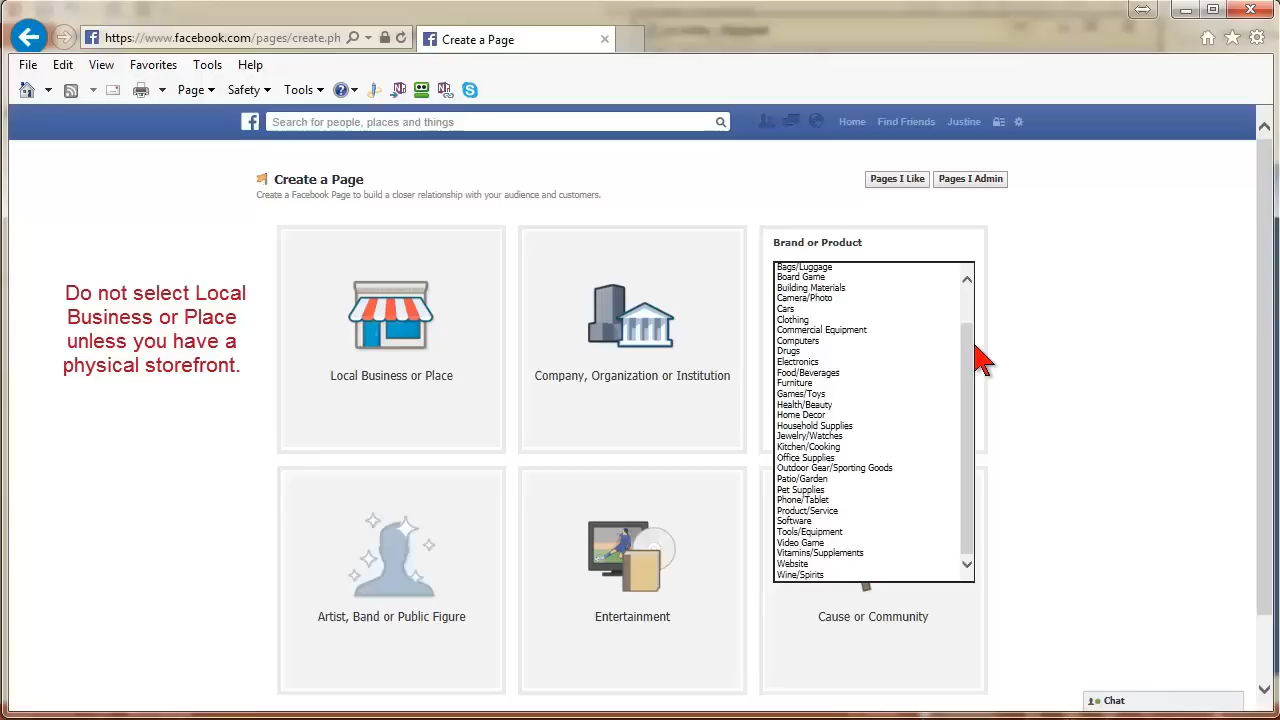 https://www.facebook.com/pages/create.ph
Create a Page
File Edit View Favorites Tools Help
Page Safety Tools
Search for people, places and things
Home Find Friends Justine
Create a Page
Create a Facebook Page to build a closer relationship with your audience and customers.
Pages I Like Pages I Admin
Do not select Local
Business or Place
unless you have a
physical storefront.
Local Business or Place
Company, Organization or Institution
Brand or Product
Bags/Luggage
Board Game
Building Materials
Camera/Photo
Cars
Clothing
Commercial Equipment
Computers
Drugs
Electronics
Food/Beverages
Furniture
Games/Toys
Health/Beauty
Home Decor
Household Supplies
Jewelry/Watches
Kitchen/Cooking
Office Supplies
Outdoor Gear/Sporting Goods
Patio/Garden
Pet Supplies
Phone/Tablet
Product/Service
Software
Tools/Equipment
Video Game
Vitamins/Supplements
Website
Wine/Spirits
Artist, Band or Public Figure
Entertainment
Cause or Community
Chat